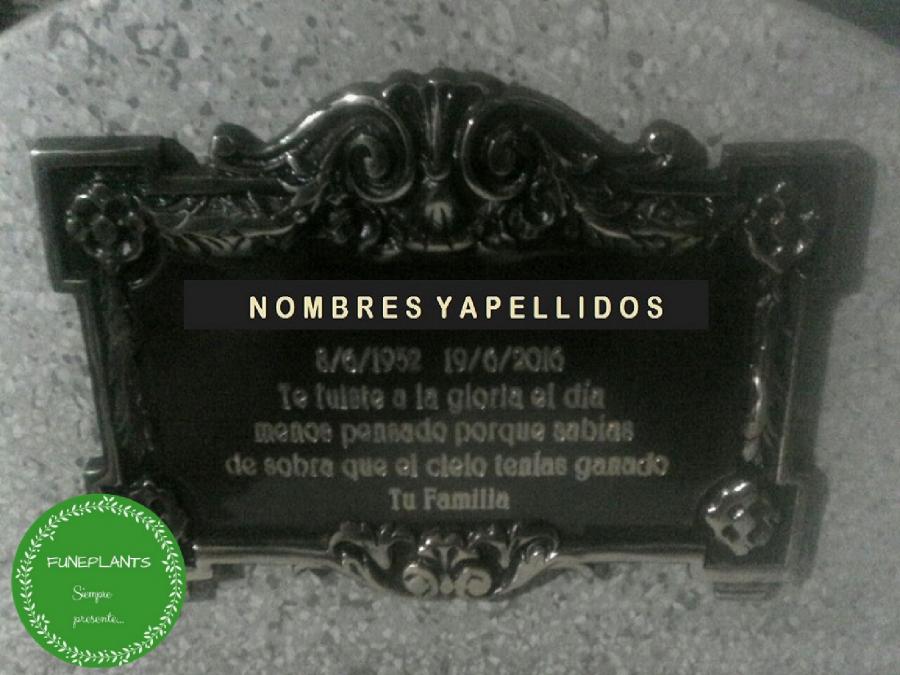 NOMBRES YAPELLIDOS
8/6/1952 19/6/2016
Te fuiste a la gloria el día
menos pensado porque sabías
de sobra que el cielo tenías ganado
Tu Familia
FUNEPLANTS
Siempre
presente...